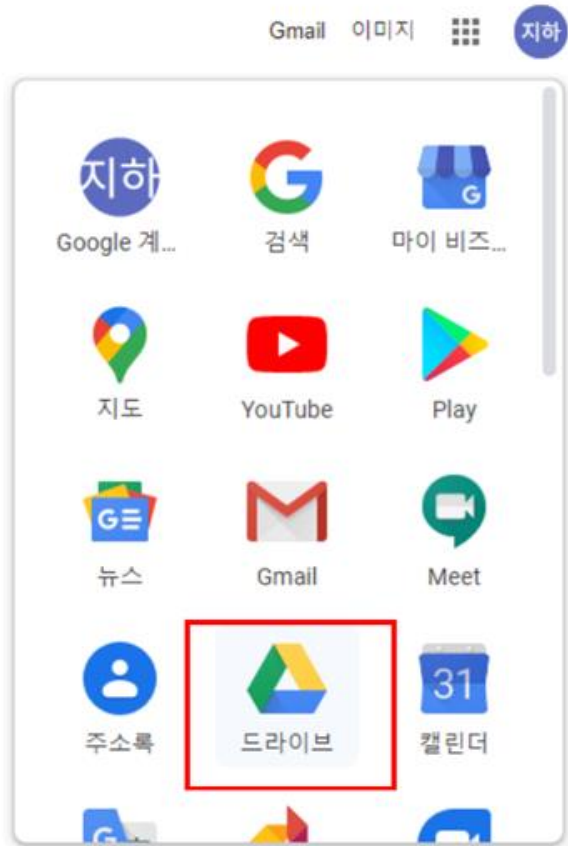 Gmail 이미지 지하
지하 G G
Google 계... 검색 마이 비즈...
지도 YouTube Play
G
뉴스 Gmail Meet
31
주소록 드라이브 캘린더
G